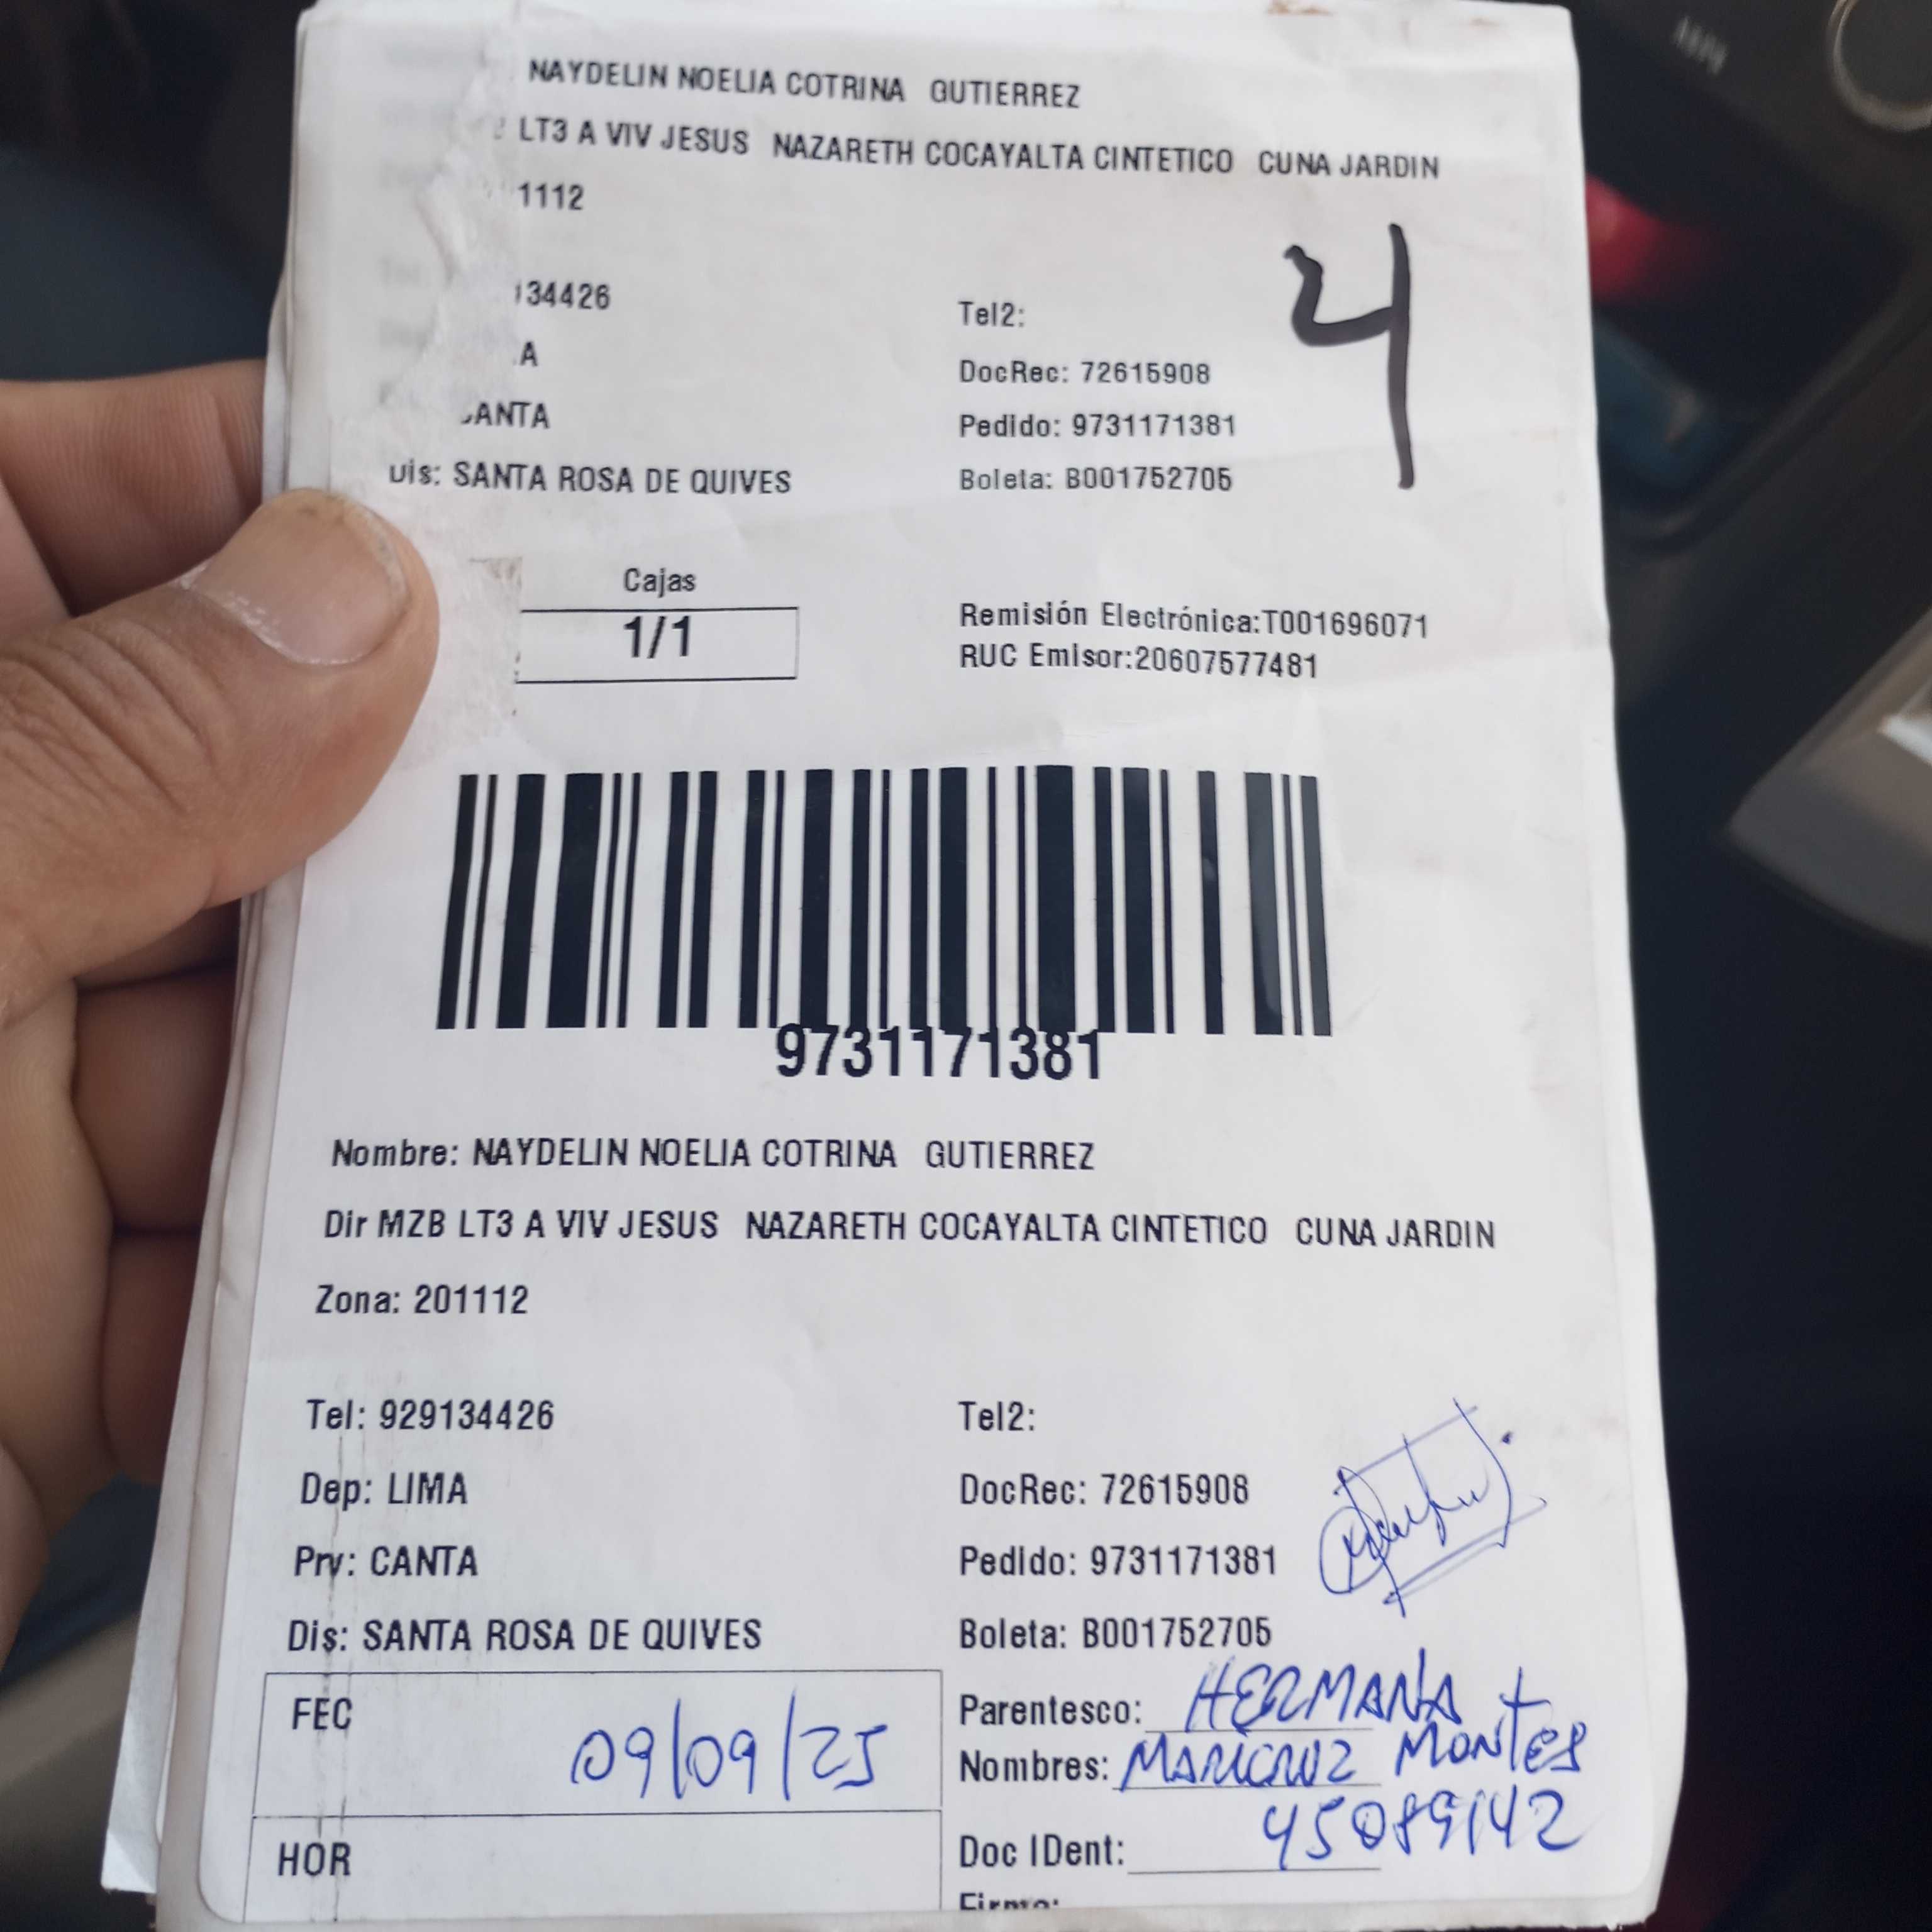 NAYDELIN NOELIA COTRINA GUTIERREZ
LT3 A VIV JESUS NAZARETH COCAYALTA CINTETICO CUNA JARDIN
1112
4
34426
Tel2:
A
DocRec: 72615908
ANTA
Pedido: 9731171381
Dis: SANTA ROSA DE QUIVES
Boleta: B001752705
Cajas
1/1
Remisión Electrónica:T001696071
RUC Emisor:20607577481
9731171381
Nombre: NAYDELIN NOELIA COTRINA GUTIERREZ
Dir MZB LT3 A VIV JESUS NAZARETH COCAYALTA CINTETICO CUNA JARDIN
Zona: 201112
Tel: 929134426
Tel2:
Dep: LIMA
DocRec: 72615908
Prv: CANTA
Pedido: 9731171381
Dis: SANTA ROSA DE QUIVES
Boleta: B001752705
FEC 09/09/25
Parentesco: HERMANA
Nombres: MARICRUZ MONTES
HOR
Doc IDent: 45089142
Firma: